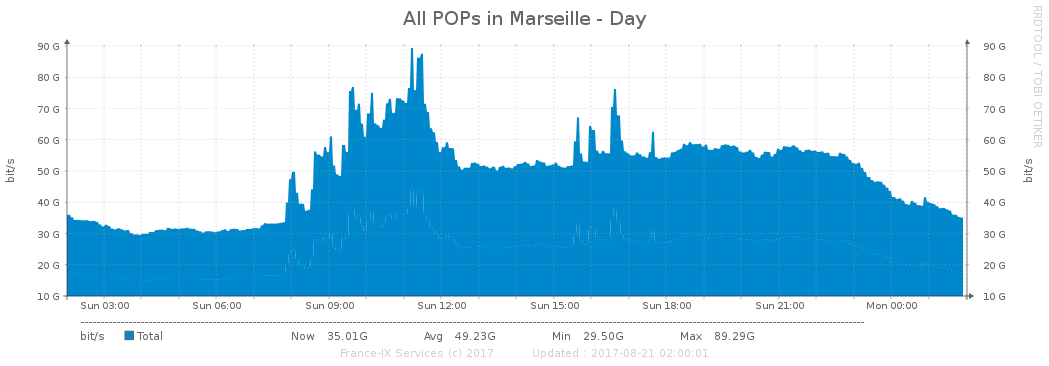 All POPs in Marseille - Day
RRDTOOL / TOBI OETIKER
bit/s
90 G 90 G
80 G 80 G
70 G 70 G
60 G 60 G
50 G 50 G
40 G 40 G
30 G 30 G
20 G 20 G
10 G 10 G
bit/s
Sun 03:00 Sun 06:00 Sun 09:00 Sun 12:00 Sun 15:00 Sun 18:00 Sun 21:00 Mon 00:00
bit/s Total Now 35.01G Avg 49.23G Min 29.50G Max 89.29G
France-IX Services (c) 2017 Updated : 2017-08-21 02:00:01